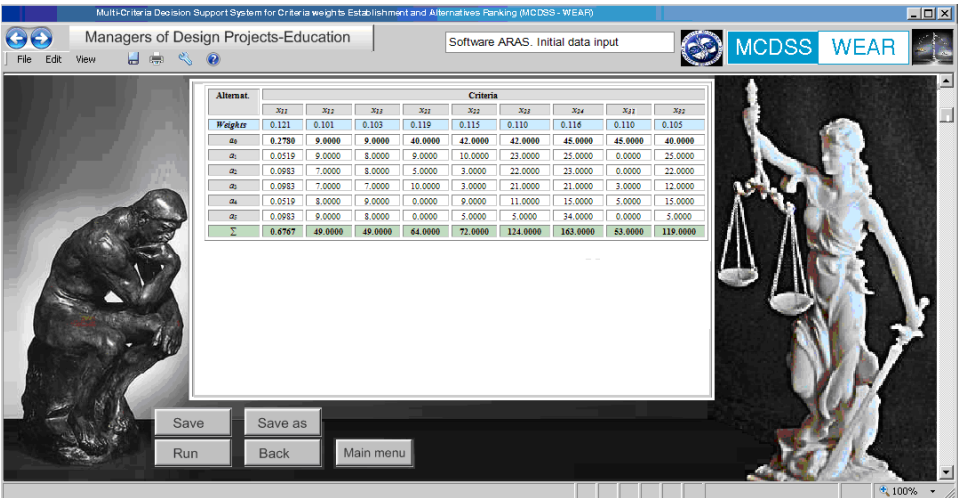 Multi-Criteria Decision Support System for Criteria weights Establishment and Alternatives Ranking (MCDSS - WEAR)
Managers of Design Projects-Education
Software ARAS. Initial data input
MCDSS WEAR
File Edit View
Alternat. Criteria
x11 x12 x13 x21 x22 x23 x24 x31 x32
Weights 0.121 0.101 0.103 0.119 0.115 0.110 0.116 0.110 0.105
a0 0.2780 9.0000 9.0000 40.0000 42.0000 42.0000 45.0000 45.0000 40.0000
a1 0.0519 9.0000 8.0000 9.0000 10.0000 23.0000 25.0000 0.0000 25.0000
a2 0.0983 7.0000 8.0000 5.0000 3.0000 22.0000 23.0000 0.0000 22.0000
a3 0.0983 7.0000 7.0000 10.0000 3.0000 21.0000 21.0000 3.0000 12.0000
a4 0.0519 8.0000 9.0000 0.0000 9.0000 11.0000 15.0000 5.0000 15.0000
a5 0.0983 9.0000 8.0000 0.0000 5.0000 5.0000 34.0000 0.0000 5.0000
Σ 0.6767 49.0000 49.0000 64.0000 72.0000 124.0000 163.0000 53.0000 119.0000
Save Save as
Run Back Main menu
100%